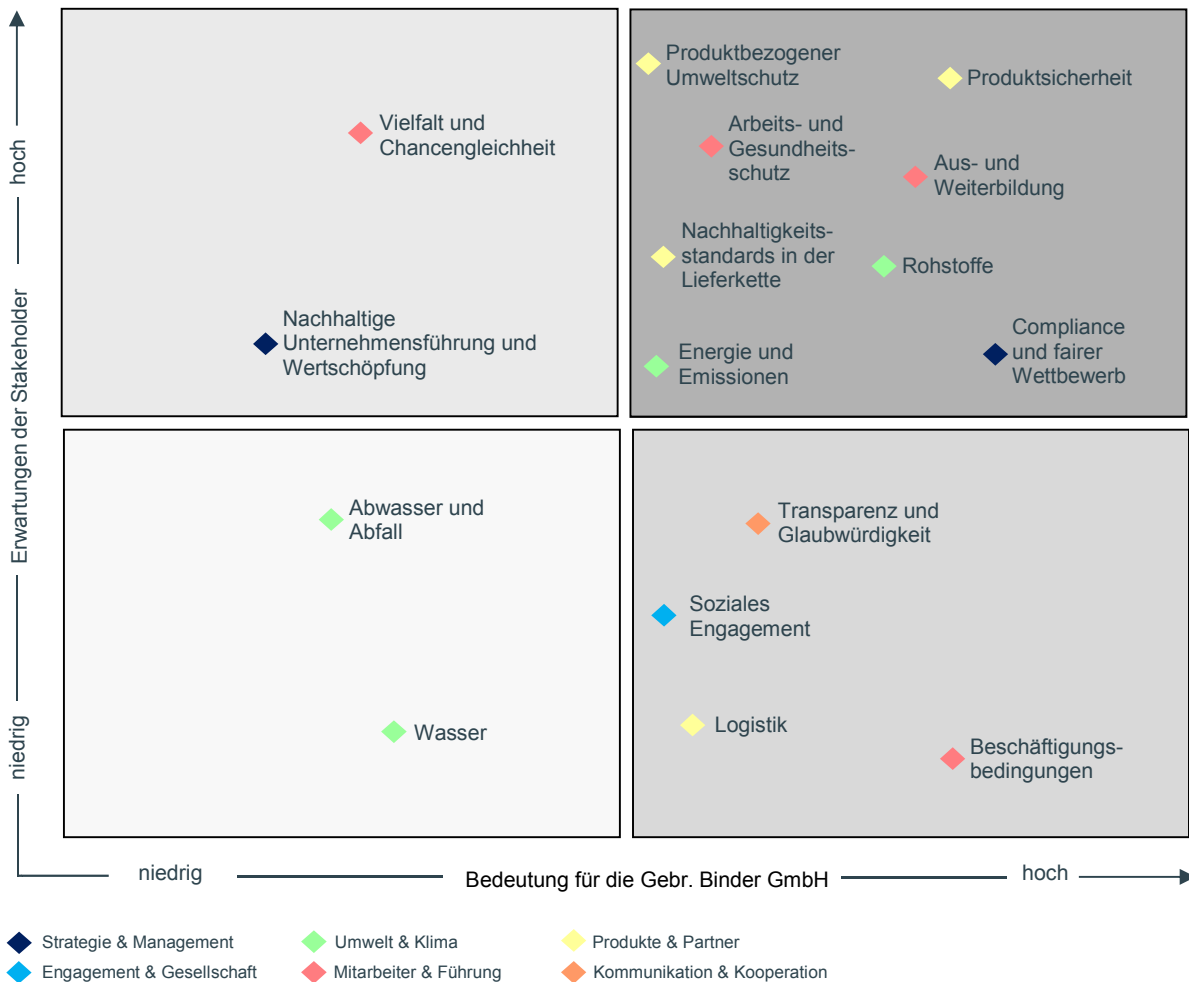 Erwartungen der Stakeholder
hoch
niedrig
Vielfalt und
Chancengleichheit
Nachhaltige
Unternehmensführung und
Wertschöpfung
Produktbezogener
Umweltschutz
Produktsicherheit
Arbeits- und
Gesundheits-
schutz
Aus- und
Weiterbildung
Nachhaltigkeits-
standards in der
Lieferkette
Rohstoffe
Energie und
Emissionen
Compliance
und fairer
Wettbewerb
Abwasser und
Abfall
Wasser
Transparenz und
Glaubwürdigkeit
Soziales
Engagement
Logistik
Beschäftigungs-
bedingungen
niedrig
Bedeutung für die Gebr. Binder GmbH
hoch
Strategie & Management
Umwelt & Klima
Produkte & Partner
Engagement & Gesellschaft
Mitarbeiter & Führung
Kommunikation & Kooperation